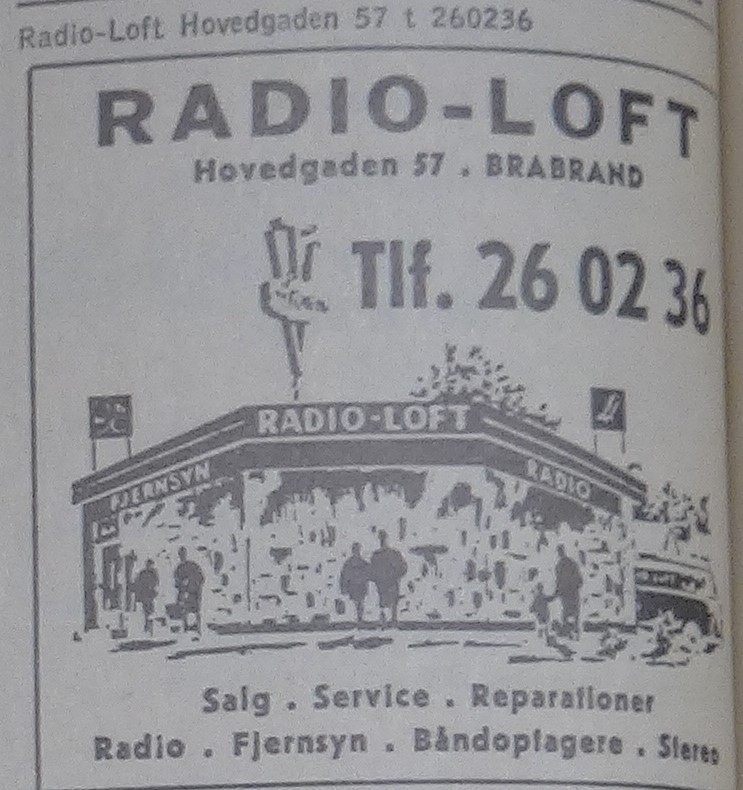 Radio-Loft Hovedgaden 57 t 260236
RADIO-LOFT
Hovedgaden 57 . BRABRAND
Tlf. 26 02 36
RADIO-LOFT
FJERNSYN
RADIO
Salg . Service . Reparationer
Radio . Fjernsyn . Båndoptagere . Stereo